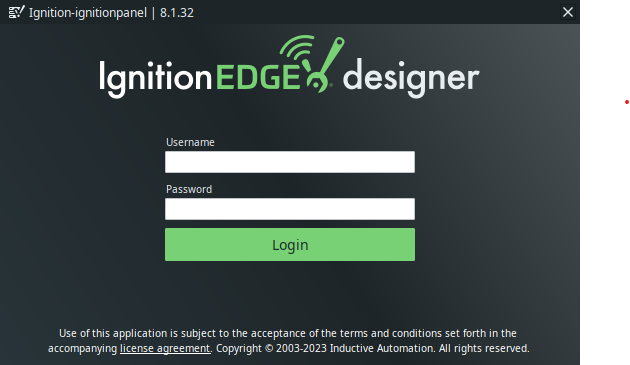 Ignition-ignitionpanel | 8.1.32
IgnitionEDGE designer
Username
Password
Login
Use of this application is subject to the acceptance of the terms and conditions set forth in the
accompanying license agreement. Copyright © 2003-2023 Inductive Automation. All rights reserved.